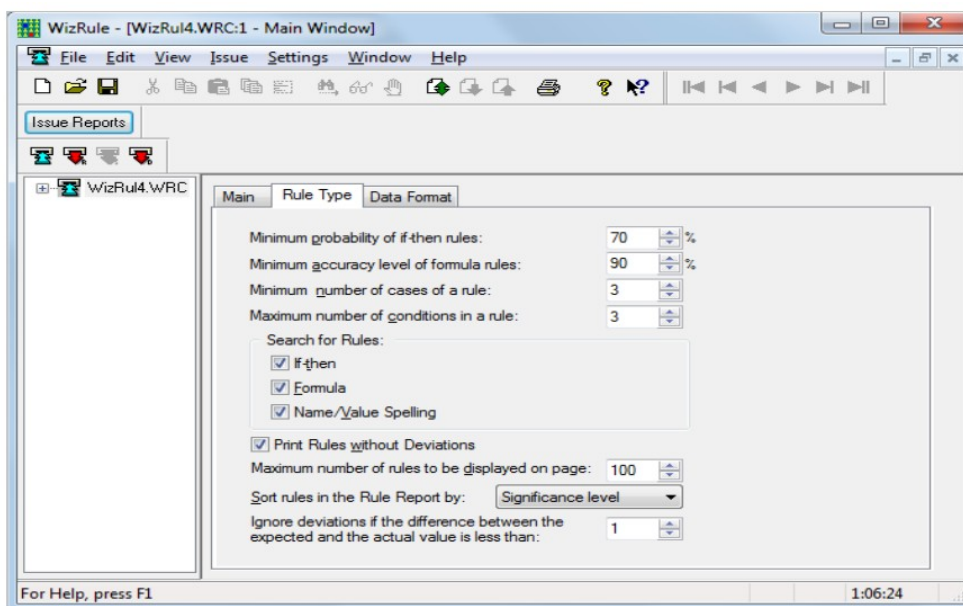 WizRule - [WizRul4.WRC:1 - Main Window]
File Edit View Issue Settings Window Help
Issue Reports
WizRul4.WRC
Main Rule Type Data Format
Minimum probability of if-then rules: 70 %
Minimum accuracy level of formula rules: 90 %
Minimum number of cases of a rule: 3
Maximum number of conditions in a rule: 3
Search for Rules:
If-then
Formula
Name/Value Spelling
Print Rules without Deviations
Maximum number of rules to be displayed on page: 100
Sort rules in the Rule Report by: Significance level
Ignore deviations if the difference between the
expected and the actual value is less than: 1
For Help, press F1 1:06:24